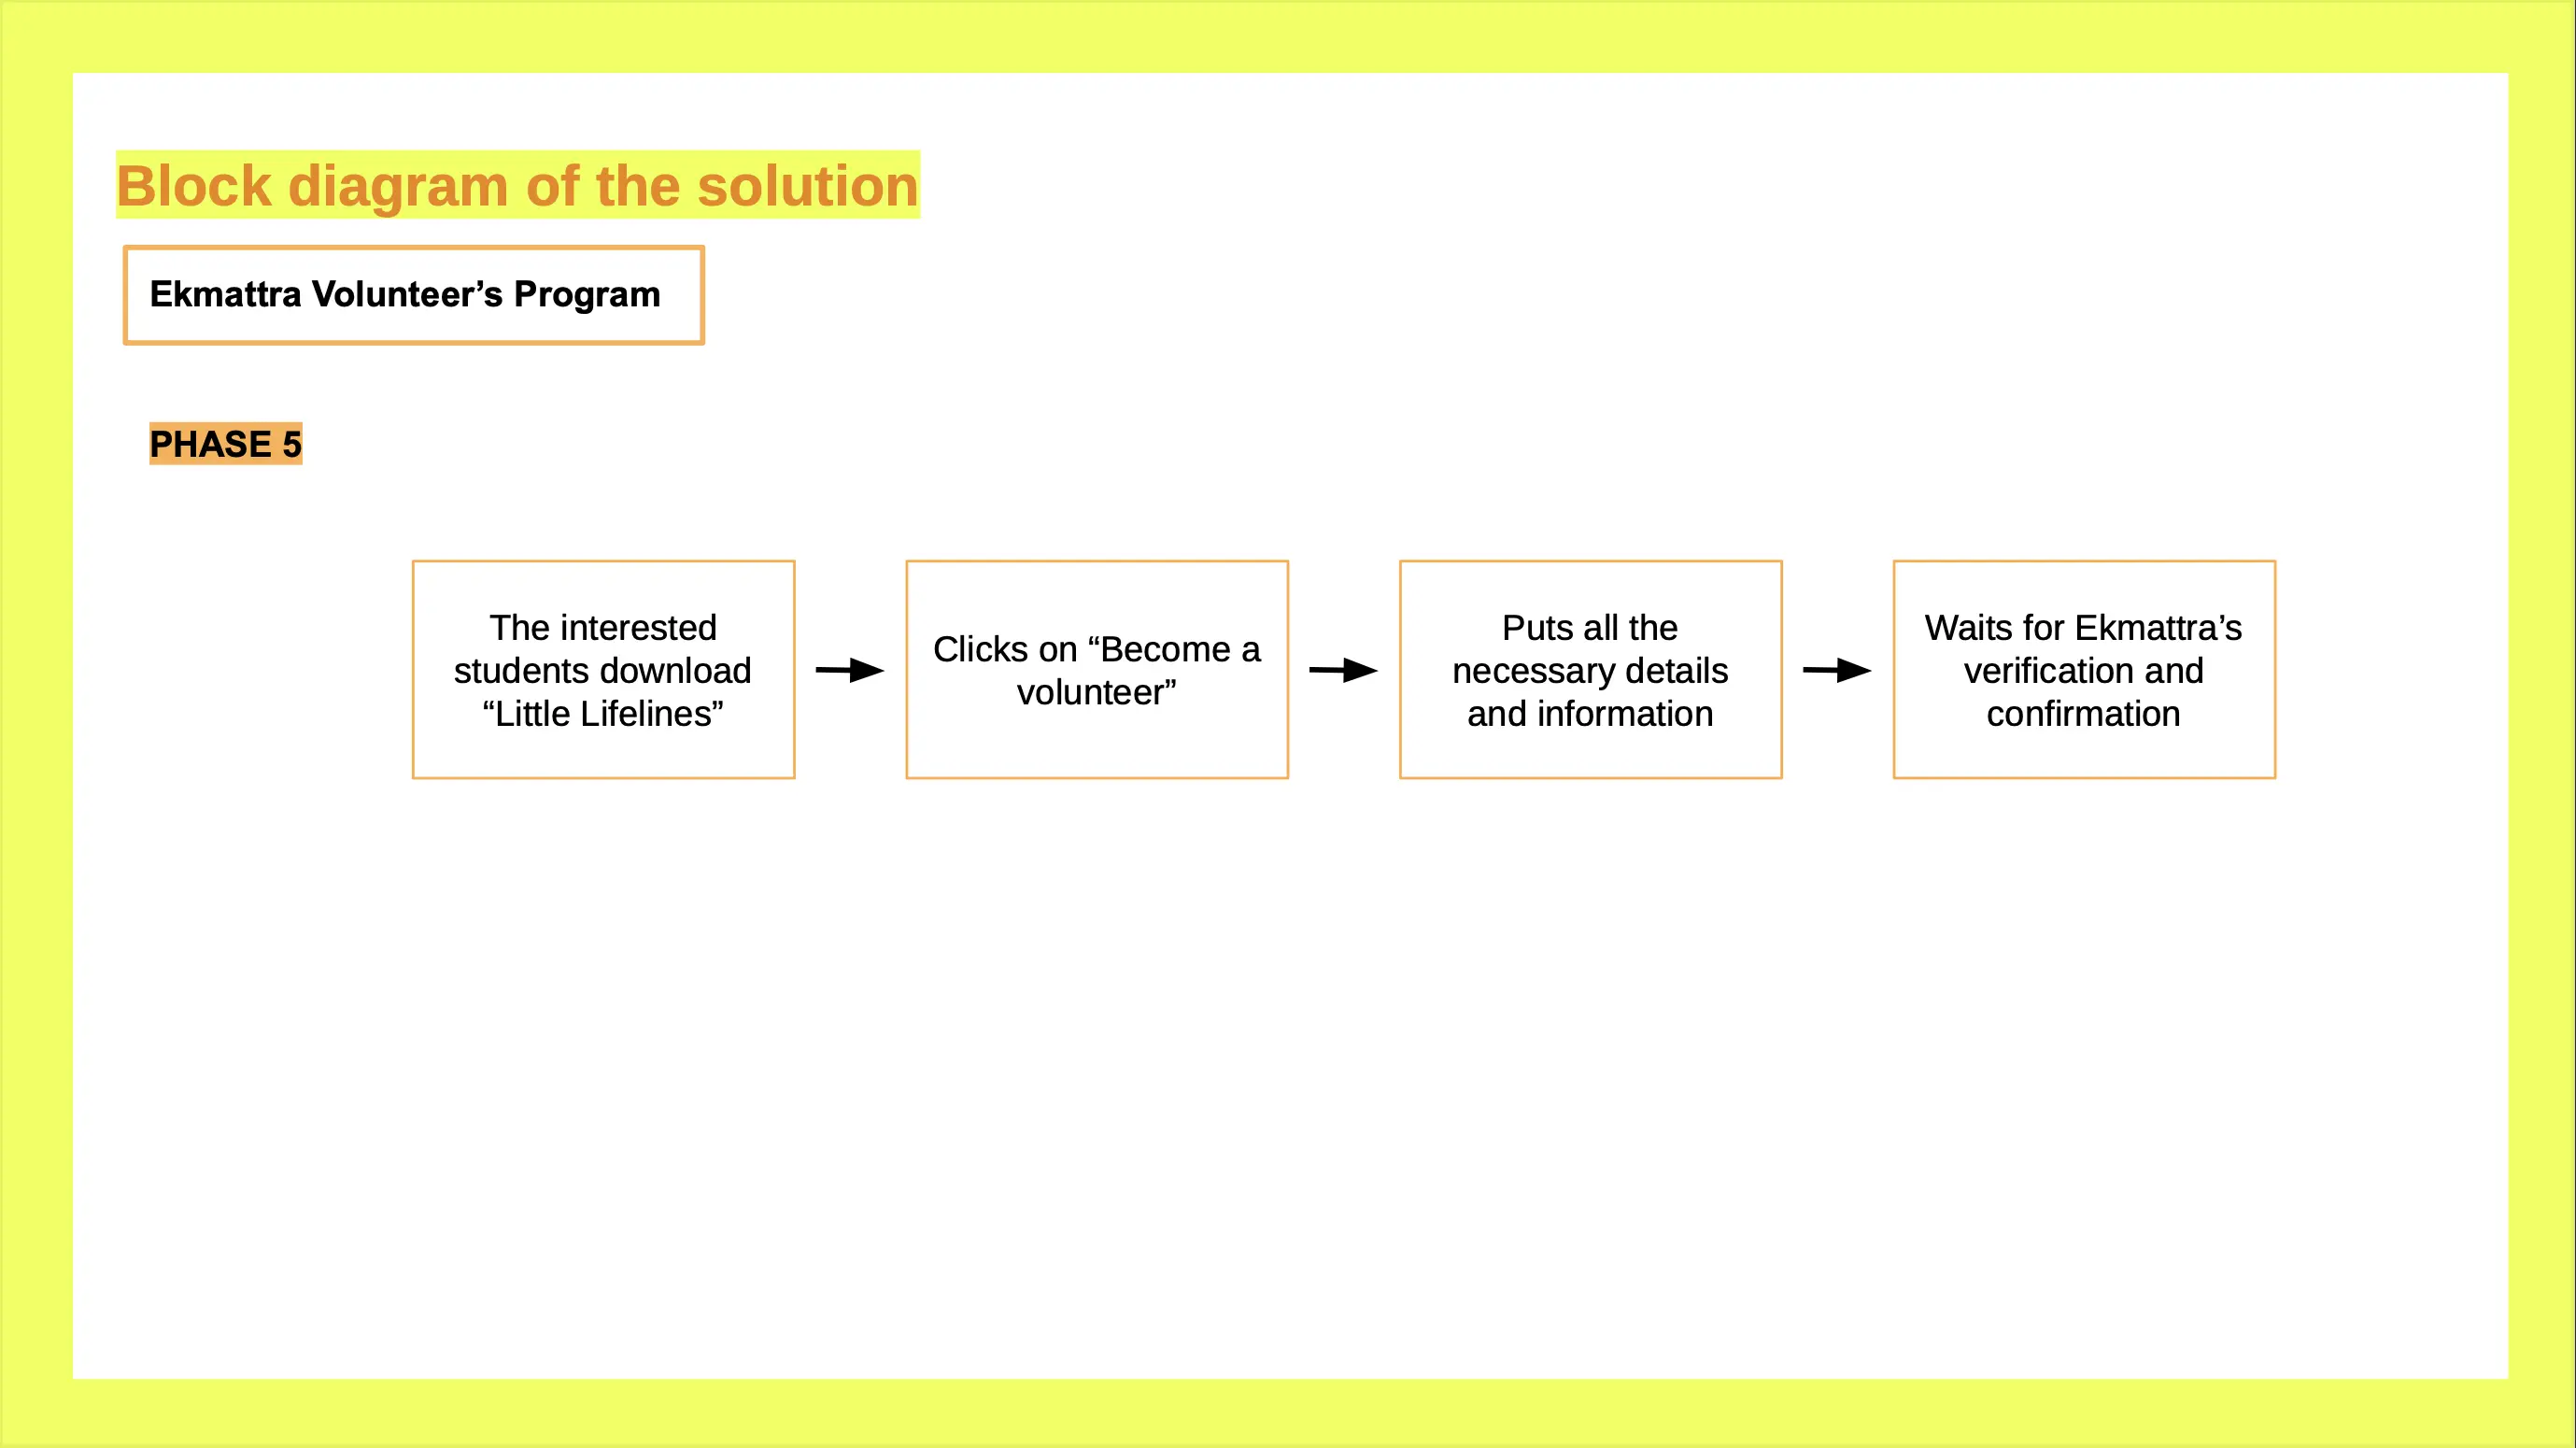 Block diagram of the solution
Ekmattra Volunteer’s Program
PHASE 5
The interested
students download
“Little Lifelines”
Clicks on “Become a
volunteer”
Puts all the
necessary details
and information
Waits for Ekmattra’s
verification and
confirmation